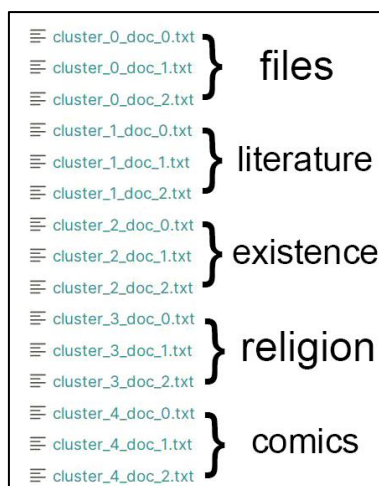 cluster_0_doc_0.txt
cluster_0_doc_1.txt
cluster_0_doc_2.txt
files
cluster_1_doc_0.txt
cluster_1_doc_1.txt
cluster_1_doc_2.txt
literature
cluster_2_doc_0.txt
cluster_2_doc_1.txt
cluster_2_doc_2.txt
existence
cluster_3_doc_0.txt
cluster_3_doc_1.txt
cluster_3_doc_2.txt
religion
cluster_4_doc_0.txt
cluster_4_doc_1.txt
cluster_4_doc_2.txt
comics